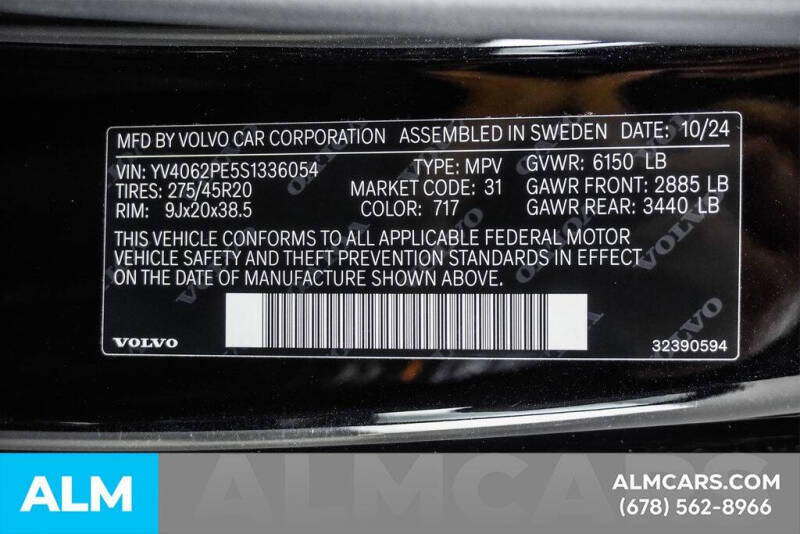 MFD BY VOLVO CAR CORPORATION ASSEMBLED IN SWEDEN DATE: 10/24
VIN: YV4062PE5S1336054 TYPE: MPV GVWR: 6150 LB
TIRES: 275/45R20 MARKET CODE: 31 GAWR FRONT: 2885 LB
RIM: 9Jx20x38.5 COLOR: 717 GAWR REAR: 3440 LB
THIS VEHICLE CONFORMS TO ALL APPLICABLE FEDERAL MOTOR
VEHICLE SAFETY AND THEFT PREVENTION STANDARDS IN EFFECT
ON THE DATE OF MANUFACTURE SHOWN ABOVE.
VOLVO 32390594
ALM
ALMCARS
ALMCARS.COM
(678) 562-8966